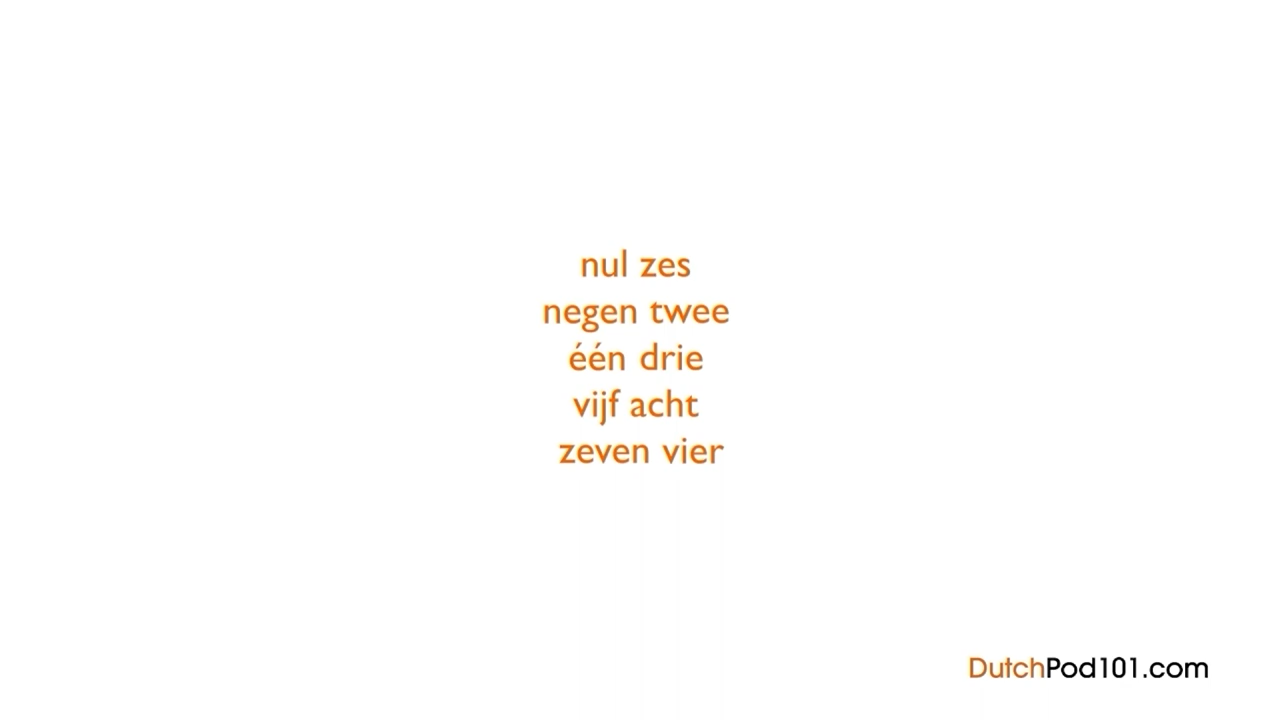 nul zes
negen twee
één drie
vijf acht
zeven vier
DutchPod101.com